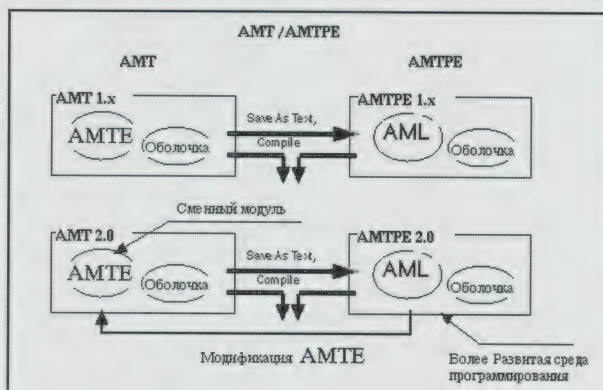 AMT /AMTPE
AMT
AMTPE
AMT 1.x
AMTE
Оболочка
Save As Text,
Compile
AMTPE 1.x
AML
Оболочка
Сменный модуль
AMT 2.0
AMTE
Оболочка
Save As Text,
Compile
AMTPE 2.0
AML
Оболочка
Модификация AMTE
Более Развитая среда
программирования